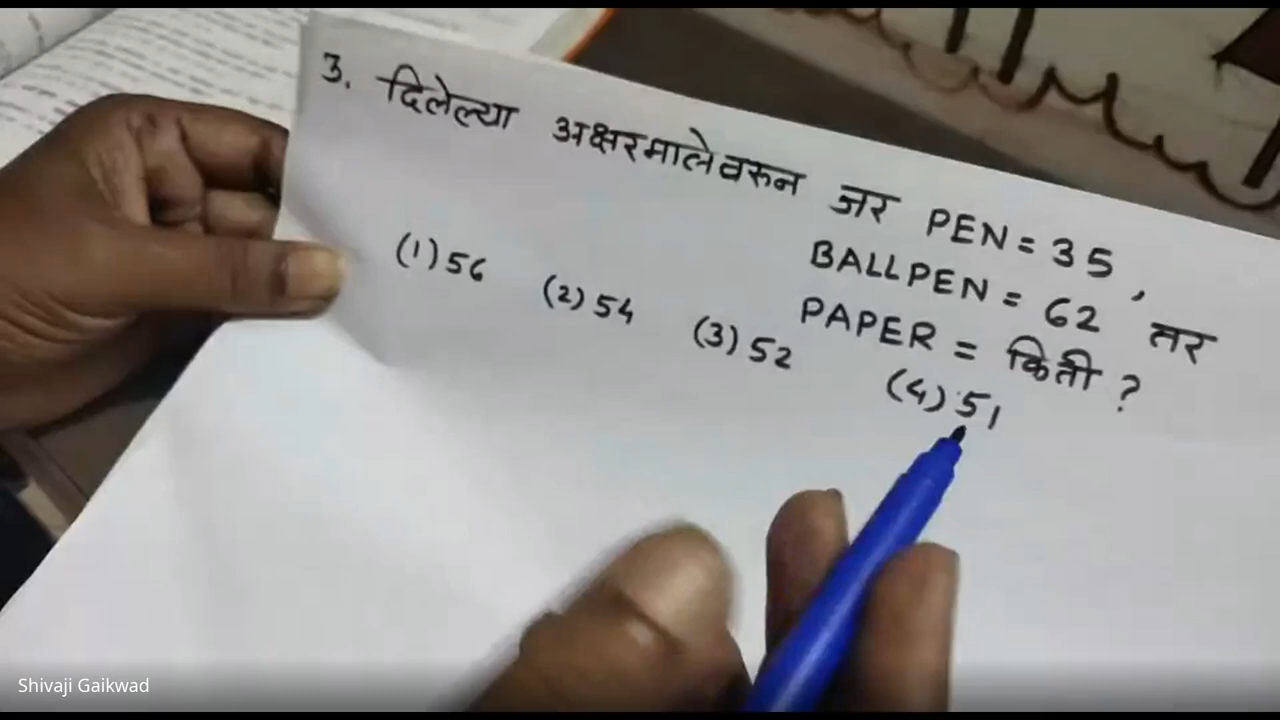 3. दिलेल्या अक्षरमालेवरून जर PEN = 35,
BALLPEN = 62 तर
PAPER = किती ?
(1) 56 (2) 54 (3) 52 (4) 51
Shivaji Gaikwad